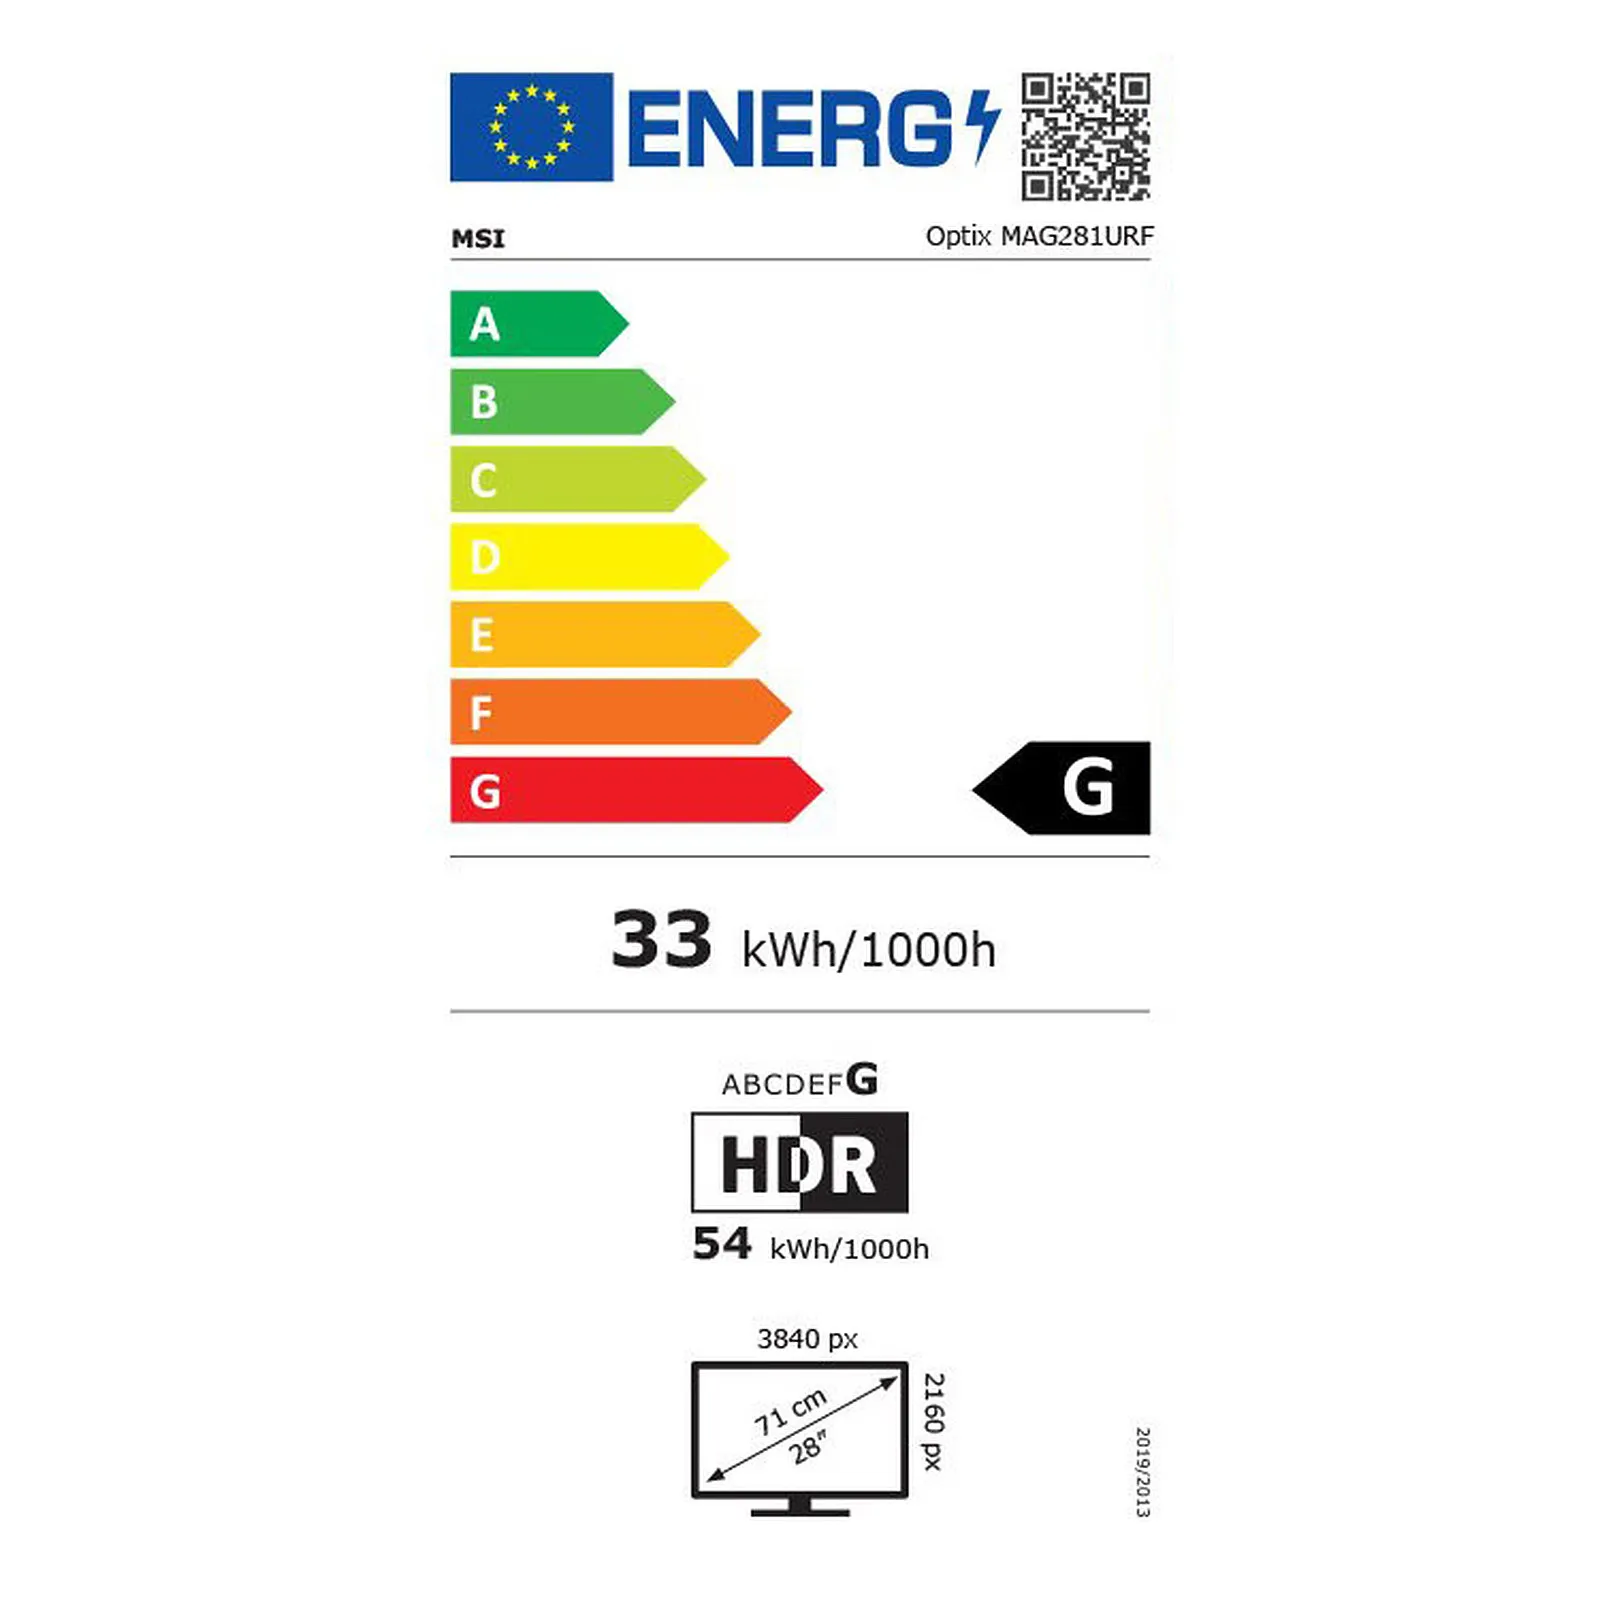 ENERG
MSI
Optix MAG281URF
A
B
C
D
E
F
G
G
33 kWh/1000h
ABCDEFG
HDR
54 kWh/1000h
3840 px
71 cm
28"
2160 px
2019/2013